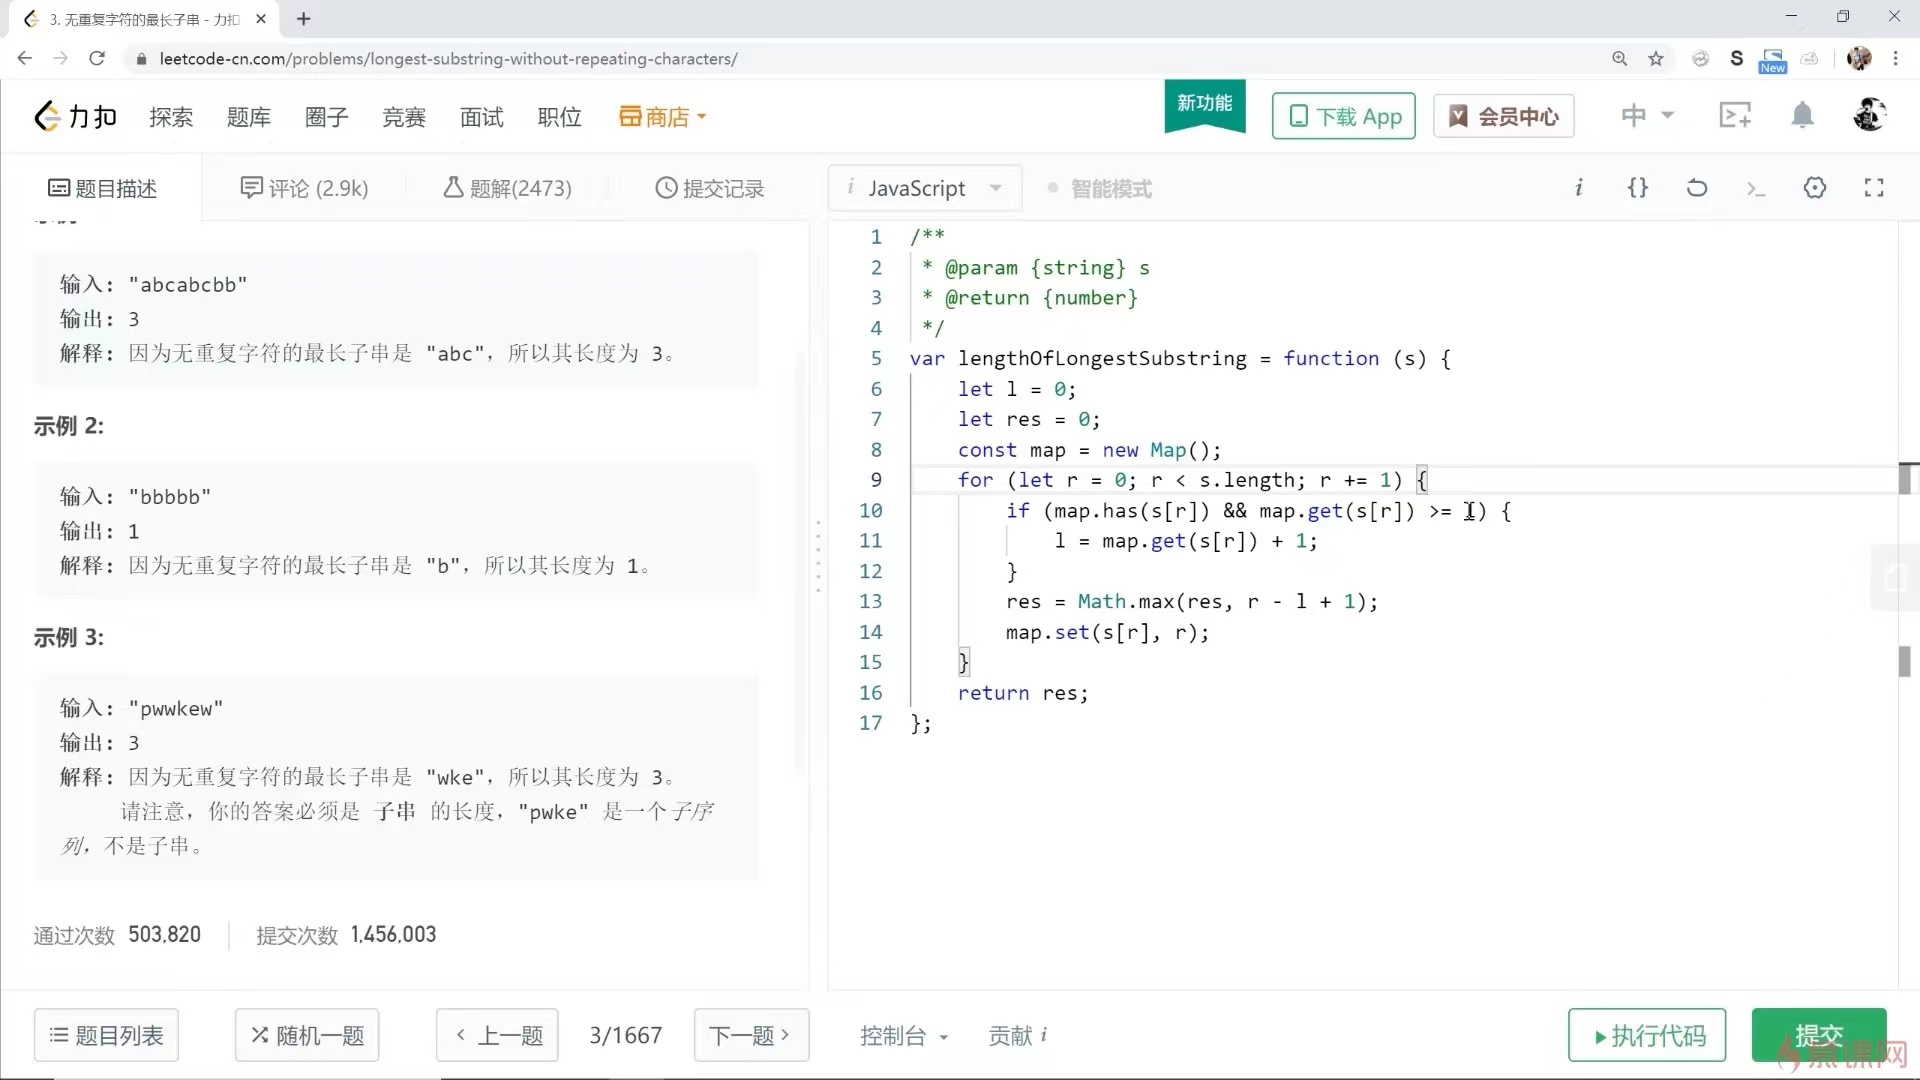 3. 无重复字符的最长子串 - 力扣
leetcode-cn.com/problems/longest-substring-without-repeating-characters/
S
New
力扣 探索 题库 圈子 竞赛 面试 职位 商店 新功能 下载 App 会员中心 中
题目描述 评论 (2.9k) 题解(2473) 提交记录
i JavaScript 智能模式 i {}
输入: "abcabcbb"
输出: 3
解释: 因为无重复字符的最长子串是 "abc"，所以其长度为 3。
示例 2:
输入: "bbbbb"
输出: 1
解释: 因为无重复字符的最长子串是 "b"，所以其长度为 1。
示例 3:
输入: "pwwkew"
输出: 3
解释: 因为无重复字符的最长子串是 "wke"，所以其长度为 3。
请注意，你的答案必须是 子串 的长度，"pwke" 是一个子序
列，不是子串。
通过次数 503,820 提交次数 1,456,003
1 /**
2 * @param {string} s
3 * @return {number}
4 */
5 var lengthOfLongestSubstring = function (s) {
6 let l = 0;
7 let res = 0;
8 const map = new Map();
9 for (let r = 0; r < s.length; r += 1) {
10 if (map.has(s[r]) && map.get(s[r]) >= l) {
11 l = map.get(s[r]) + 1;
12 }
13 res = Math.max(res, r - l + 1);
14 map.set(s[r], r);
15 }
16 return res;
17 };
题目列表 随机一题 上一题 3/1667 下一题 控制台 贡献 i 执行代码 提交
慕课网